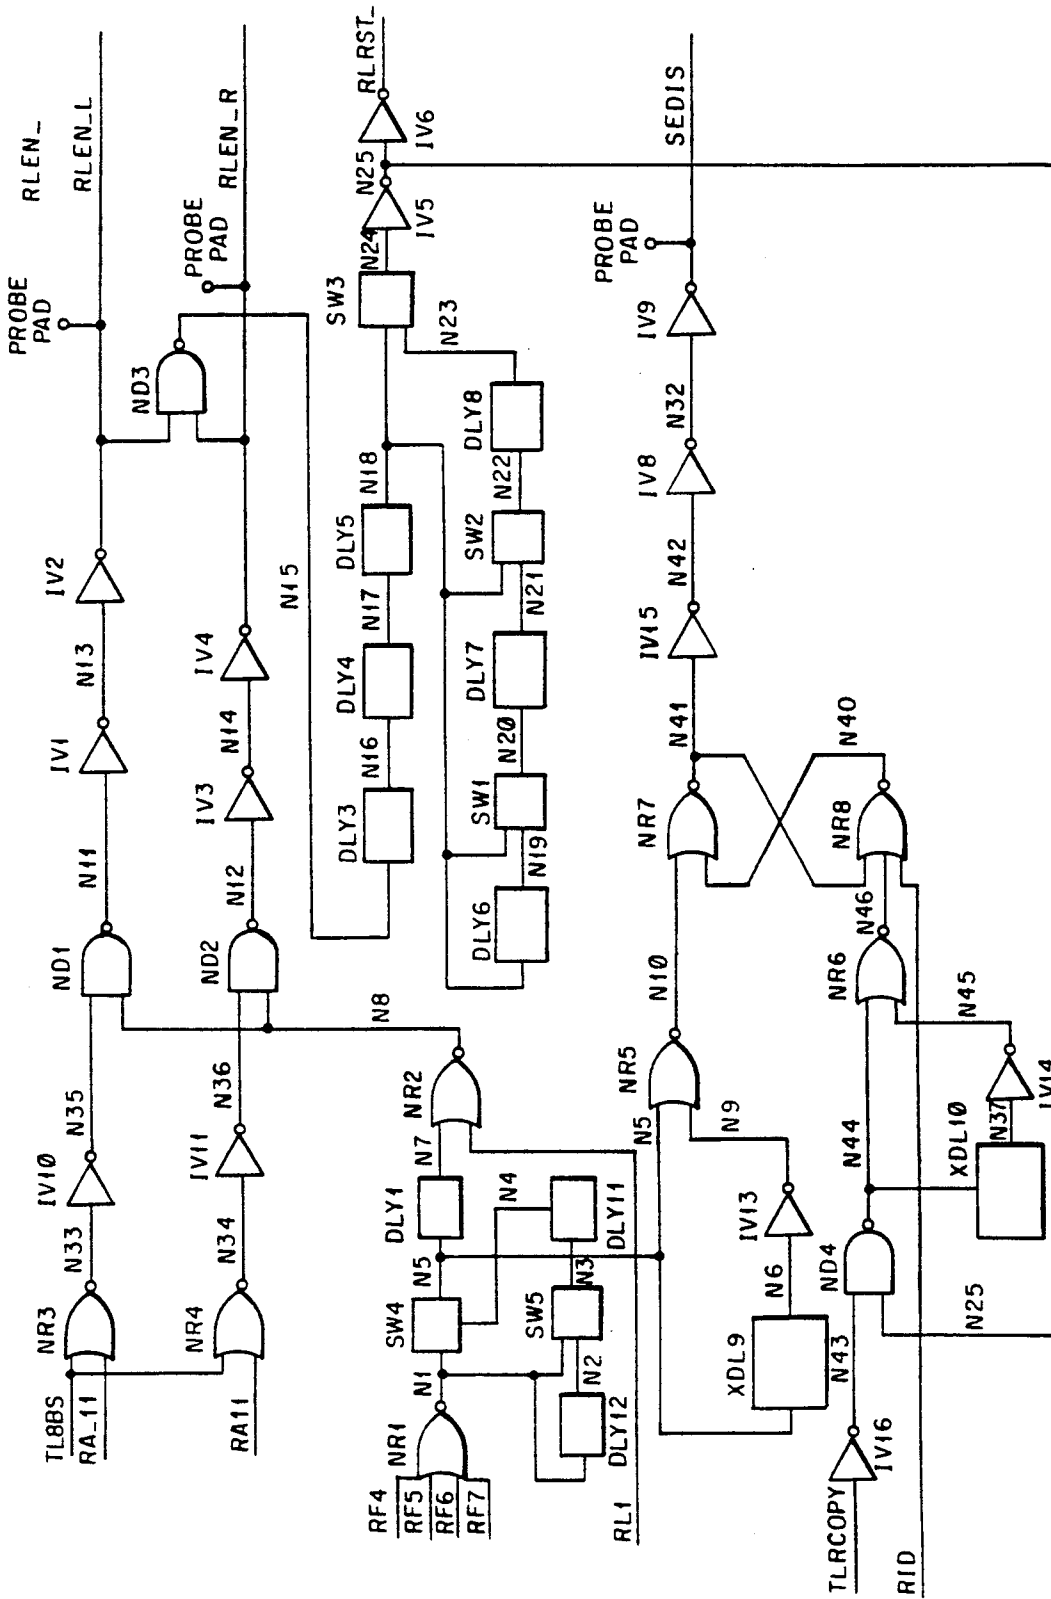 TL8BS
RA_11
NR3
N33
IV10
N35
ND1
N11
IV1
N13
IV2
PROBE
PAD
RLEN_
RLEN_L
RA11
NR4
N34
IV11
N36
ND2
N12
IV3
N14
IV4
ND3
PROBE
PAD
RLEN_R
N8
N15
DLY3
N16
DLY4
N17
DLY5
N18
SW3
N24
IV5
N25
IV6
RLRST_
DLY6
N19
SW1
N20
DLY7
N21
SW2
N22
DLY8
N23
RF4
RF5
RF6
RF7
NR1
N1
SW4
N5
DLY1
N7
NR2
DLY12
N2
SW5
N3
DLY11
N4
RL1
N5
NR5
N10
NR7
N41
IV15
N42
IV8
N32
IV9
PROBE
PAD
SEDIS
XDL9
N6
IV13
N9
N40
TLRCOPY
IV16
N43
ND4
N44
NR6
N46
NR8
RID
N25
XDL10
N37
IV14
N45